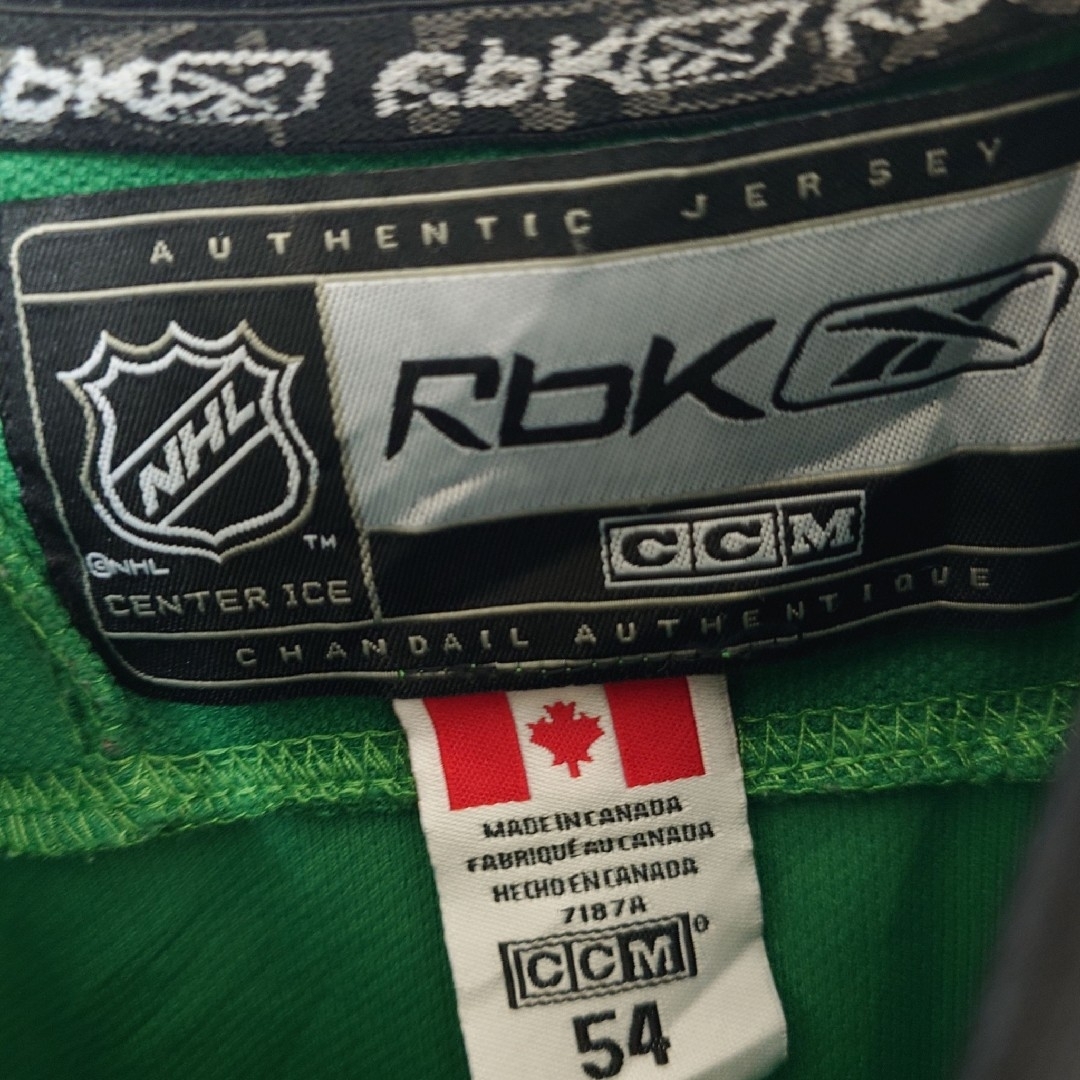 RbK RbK Rb
AUTHENTIC JERSEY
NHL
RbK
CCM
©NHL TM
CENTER ICE
CHANDAIL AUTHENTIQUE
MADE IN CANADA
FABRIQUÉ AU CANADA
HECHO EN CANADA
7187A
CCM®
54